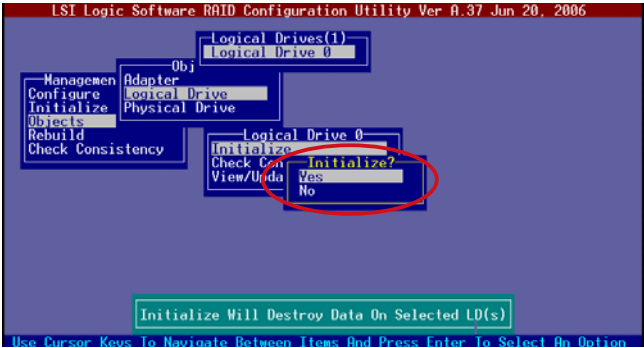 LSI Logic Software RAID Configuration Utility Ver A.37 Jun 20, 2006
Logical Drives(1)
Logical Drive 0
Obj
Adapter
Logical Drive
Physical Drive
Managemen
Configure
Initialize
Objects
Rebuild
Check Consistency
Logical Drive 0
Initialize
Check Con
View/Upda
Initialize?
Yes
No
Initialize Will Destroy Data On Selected LD(s)
Use Cursor Keys To Navigate Between Items And Press Enter To Select An Option